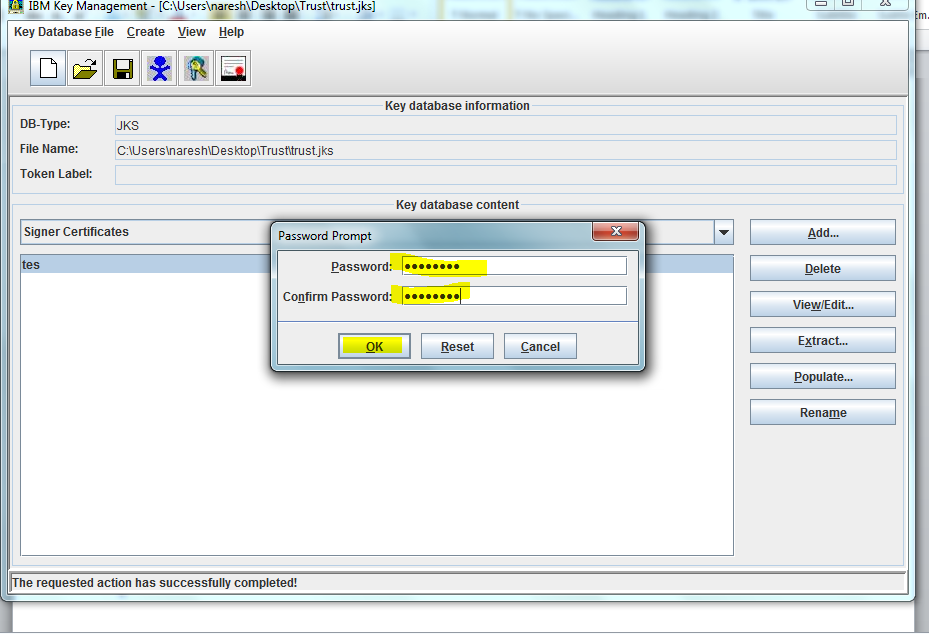 IBM Key Management - [C:\Users\naresh\Desktop\Trust\trust.jks]
Key Database File Create View Help
Key database information
DB-Type: JKS
File Name: C:\Users\naresh\Desktop\Trust\trust.jks
Token Label:
Key database content
Signer Certificates
Add...
tes
Delete
View/Edit...
Extract...
Populate...
Rename
Password Prompt
Password: ●●●●●●●●
Confirm Password: ●●●●●●●●
OK Reset Cancel
The requested action has successfully completed!